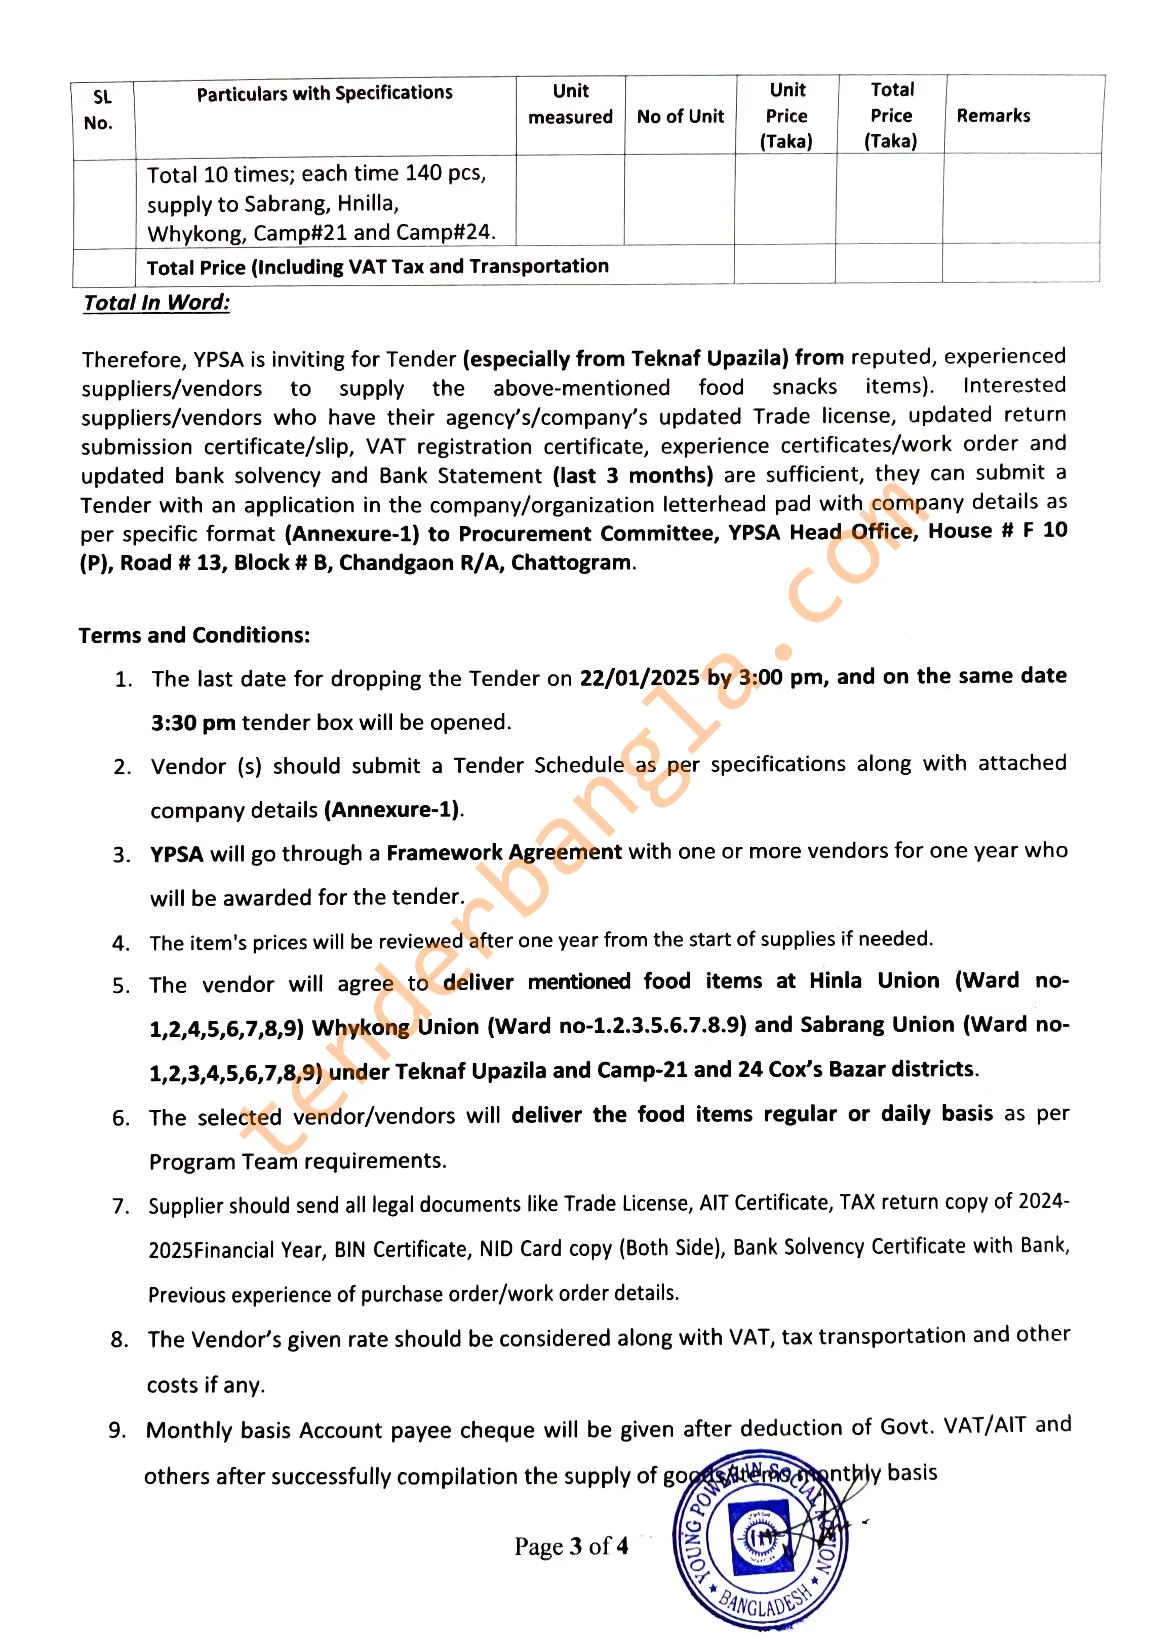 SL No.
Particulars with Specifications
Unit measured
No of Unit
Unit Price (Taka)
Total Price (Taka)
Remarks
Total 10 times; each time 140 pcs,
supply to Sabrang, Hnilla,
Whykong, Camp#21 and Camp#24.
Total Price (Including VAT Tax and Transportation
Total In Word:
Therefore, YPSA is inviting for Tender (especially from Teknaf Upazila) from reputed, experienced
suppliers/vendors to supply the above-mentioned food snacks items). Interested
suppliers/vendors who have their agency's/company's updated Trade license, updated return
submission certificate/slip, VAT registration certificate, experience certificates/work order and
updated bank solvency and Bank Statement (last 3 months) are sufficient, they can submit a
Tender with an application in the company/organization letterhead pad with company details as
per specific format (Annexure-1) to Procurement Committee, YPSA Head Office, House # F 10
(P), Road # 13, Block # B, Chandgaon R/A, Chattogram.
Terms and Conditions:
1. The last date for dropping the Tender on 22/01/2025 by 3:00 pm, and on the same date
3:30 pm tender box will be opened.
2. Vendor (s) should submit a Tender Schedule as per specifications along with attached
company details (Annexure-1).
3. YPSA will go through a Framework Agreement with one or more vendors for one year who
will be awarded for the tender.
4. The item's prices will be reviewed after one year from the start of supplies if needed.
5. The vendor will agree to deliver mentioned food items at Hinla Union (Ward no-
1,2,4,5,6,7,8,9) Whykong Union (Ward no-1.2.3.5.6.7.8.9) and Sabrang Union (Ward no-
1,2,3,4,5,6,7,8,9) under Teknaf Upazila and Camp-21 and 24 Cox's Bazar districts.
6. The selected vendor/vendors will deliver the food items regular or daily basis as per
Program Team requirements.
7. Supplier should send all legal documents like Trade License, AIT Certificate, TAX return copy of 2024-
2025Financial Year, BIN Certificate, NID Card copy (Both Side), Bank Solvency Certificate with Bank,
Previous experience of purchase order/work order details.
8. The Vendor's given rate should be considered along with VAT, tax transportation and other
costs if any.
9. Monthly basis Account payee cheque will be given after deduction of Govt. VAT/AIT and
others after successfully compilation the supply of goods/items monthly basis
Page 3 of 4
YOUNG POWER IN SOCIAL ACTION
BANGLADESH
tenderbangla.com